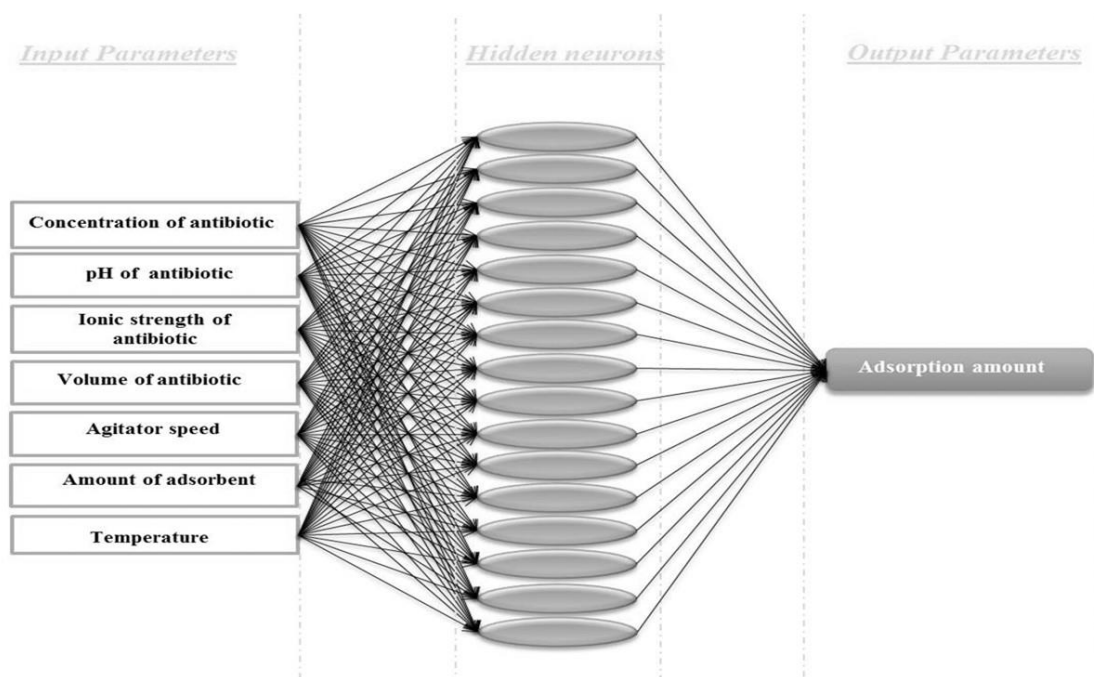 Input Parameters
Hidden neurons
Output Parameters
Concentration of antibiotic
pH of antibiotic
Ionic strength of
antibiotic
Volume of antibiotic
Agitator speed
Amount of adsorbent
Temperature
Adsorption amount